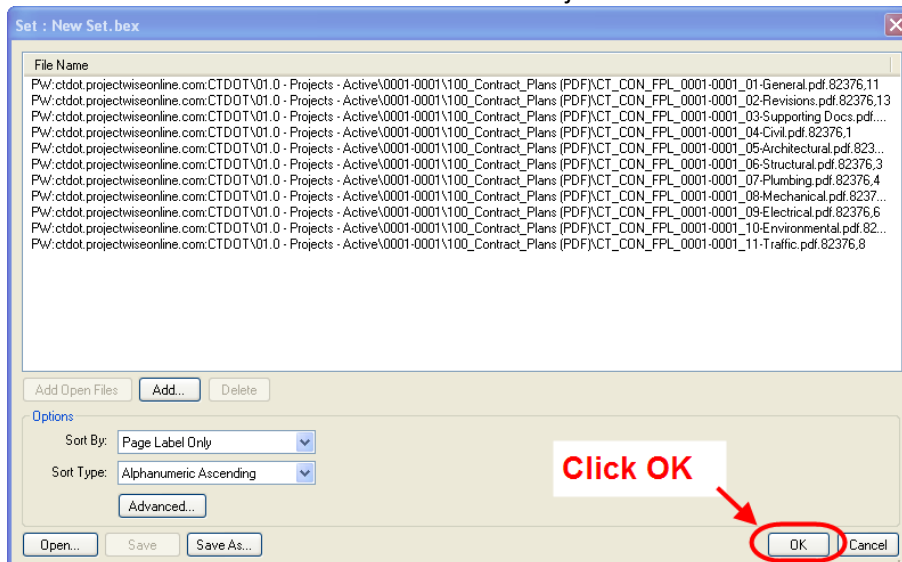 Set : New Set.bex
File Name
PW:ctdot.projectwiseonline.com:CTDOT\01.0 - Projects - Active\0001-0001\100_Contract_Plans (PDF)\CT_CON_FPL_0001-0001_01-General.pdf.82376,11
PW:ctdot.projectwiseonline.com:CTDOT\01.0 - Projects - Active\0001-0001\100_Contract_Plans (PDF)\CT_CON_FPL_0001-0001_02-Revisions.pdf.82376,13
PW:ctdot.projectwiseonline.com:CTDOT\01.0 - Projects - Active\0001-0001\100_Contract_Plans (PDF)\CT_CON_FPL_0001-0001_03-Supporting Docs.pdf....
PW:ctdot.projectwiseonline.com:CTDOT\01.0 - Projects - Active\0001-0001\100_Contract_Plans (PDF)\CT_CON_FPL_0001-0001_04-Civil.pdf.82376,1
PW:ctdot.projectwiseonline.com:CTDOT\01.0 - Projects - Active\0001-0001\100_Contract_Plans (PDF)\CT_CON_FPL_0001-0001_05-Architectural.pdf.823...
PW:ctdot.projectwiseonline.com:CTDOT\01.0 - Projects - Active\0001-0001\100_Contract_Plans (PDF)\CT_CON_FPL_0001-0001_06-Structural.pdf.82376,3
PW:ctdot.projectwiseonline.com:CTDOT\01.0 - Projects - Active\0001-0001\100_Contract_Plans (PDF)\CT_CON_FPL_0001-0001_07-Plumbing.pdf.82376,4
PW:ctdot.projectwiseonline.com:CTDOT\01.0 - Projects - Active\0001-0001\100_Contract_Plans (PDF)\CT_CON_FPL_0001-0001_08-Mechanical.pdf.8237...
PW:ctdot.projectwiseonline.com:CTDOT\01.0 - Projects - Active\0001-0001\100_Contract_Plans (PDF)\CT_CON_FPL_0001-0001_09-Electrical.pdf.82376,6
PW:ctdot.projectwiseonline.com:CTDOT\01.0 - Projects - Active\0001-0001\100_Contract_Plans (PDF)\CT_CON_FPL_0001-0001_10-Environmental.pdf.82...
PW:ctdot.projectwiseonline.com:CTDOT\01.0 - Projects - Active\0001-0001\100_Contract_Plans (PDF)\CT_CON_FPL_0001-0001_11-Traffic.pdf.82376,8
Add Open Files Add... Delete
Options
Sort By: Page Label Only
Sort Type: Alphanumeric Ascending
Click OK
Advanced...
Open... Save Save As... OK Cancel